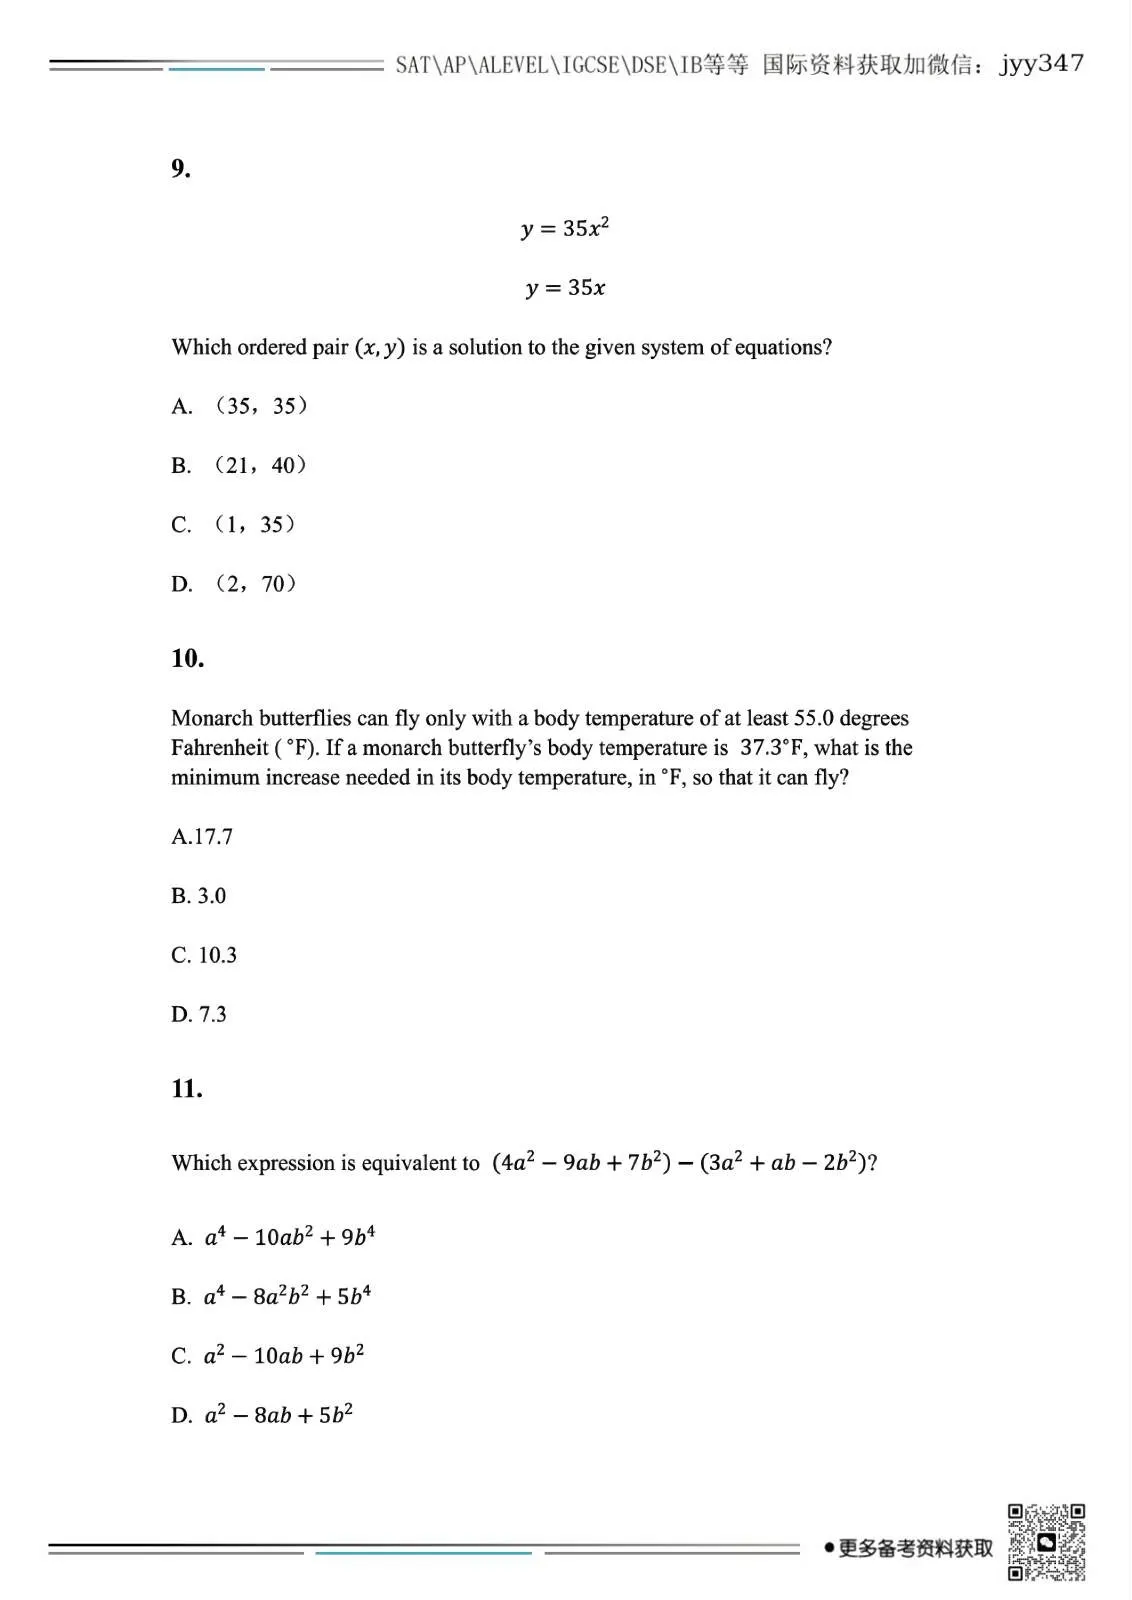 SAT\AP\ALEVEL\IGCSE\DSE\IB等等 国际资料获取加微信：jyy347
9.
y = 35x²
y = 35x
Which ordered pair (x, y) is a solution to the given system of equations?
A. （35，35）
B. （21，40）
C. （1，35）
D. （2，70）
10.
Monarch butterflies can fly only with a body temperature of at least 55.0 degrees
Fahrenheit ( °F). If a monarch butterfly’s body temperature is 37.3°F, what is the
minimum increase needed in its body temperature, in °F, so that it can fly?
A.17.7
B. 3.0
C. 10.3
D. 7.3
11.
Which expression is equivalent to (4a² − 9ab + 7b²) − (3a² + ab − 2b²)?
A. a⁴ − 10ab² + 9b⁴
B. a⁴ − 8a²b² + 5b⁴
C. a² − 10ab + 9b²
D. a² − 8ab + 5b²
●更多备考资料获取